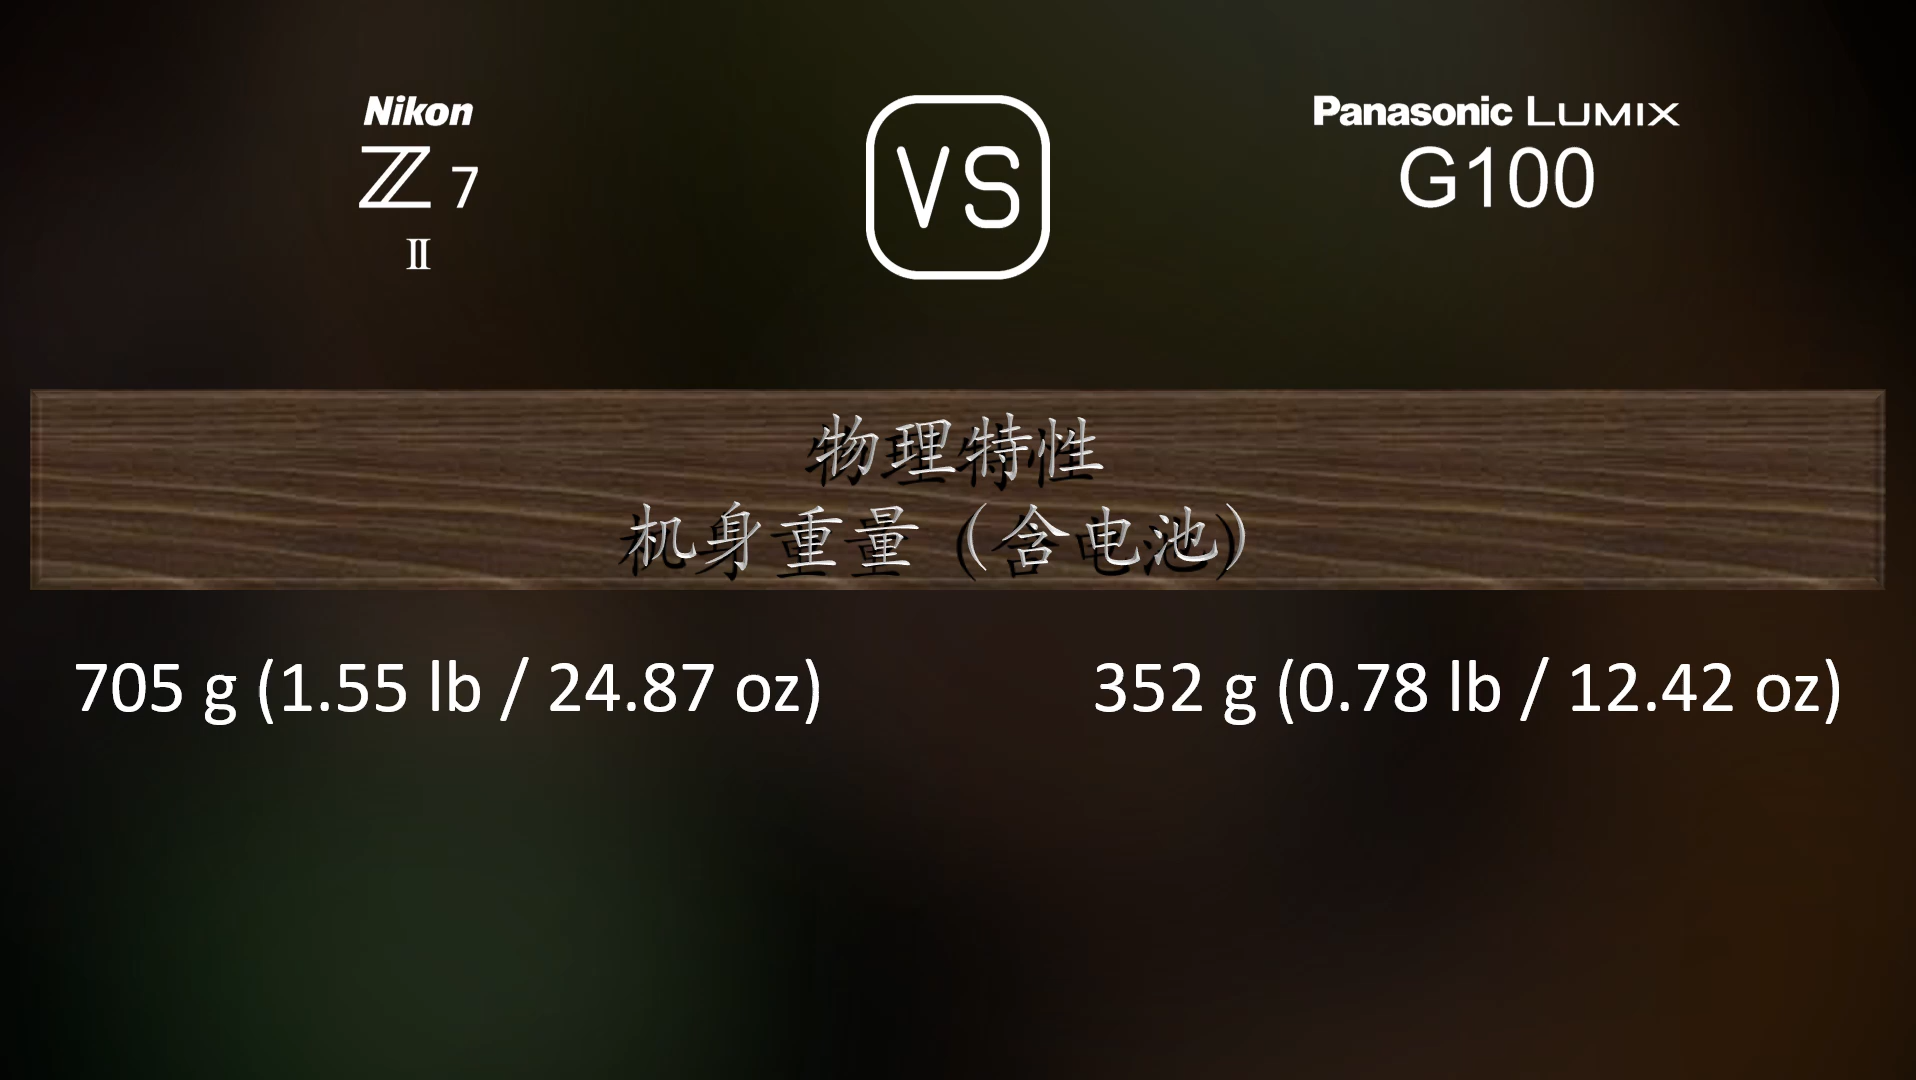 Nikon
Z 7
II
VS
Panasonic LUMIX
G100
物理特性
机身重量（含电池）
705 g (1.55 lb / 24.87 oz)
352 g (0.78 lb / 12.42 oz)